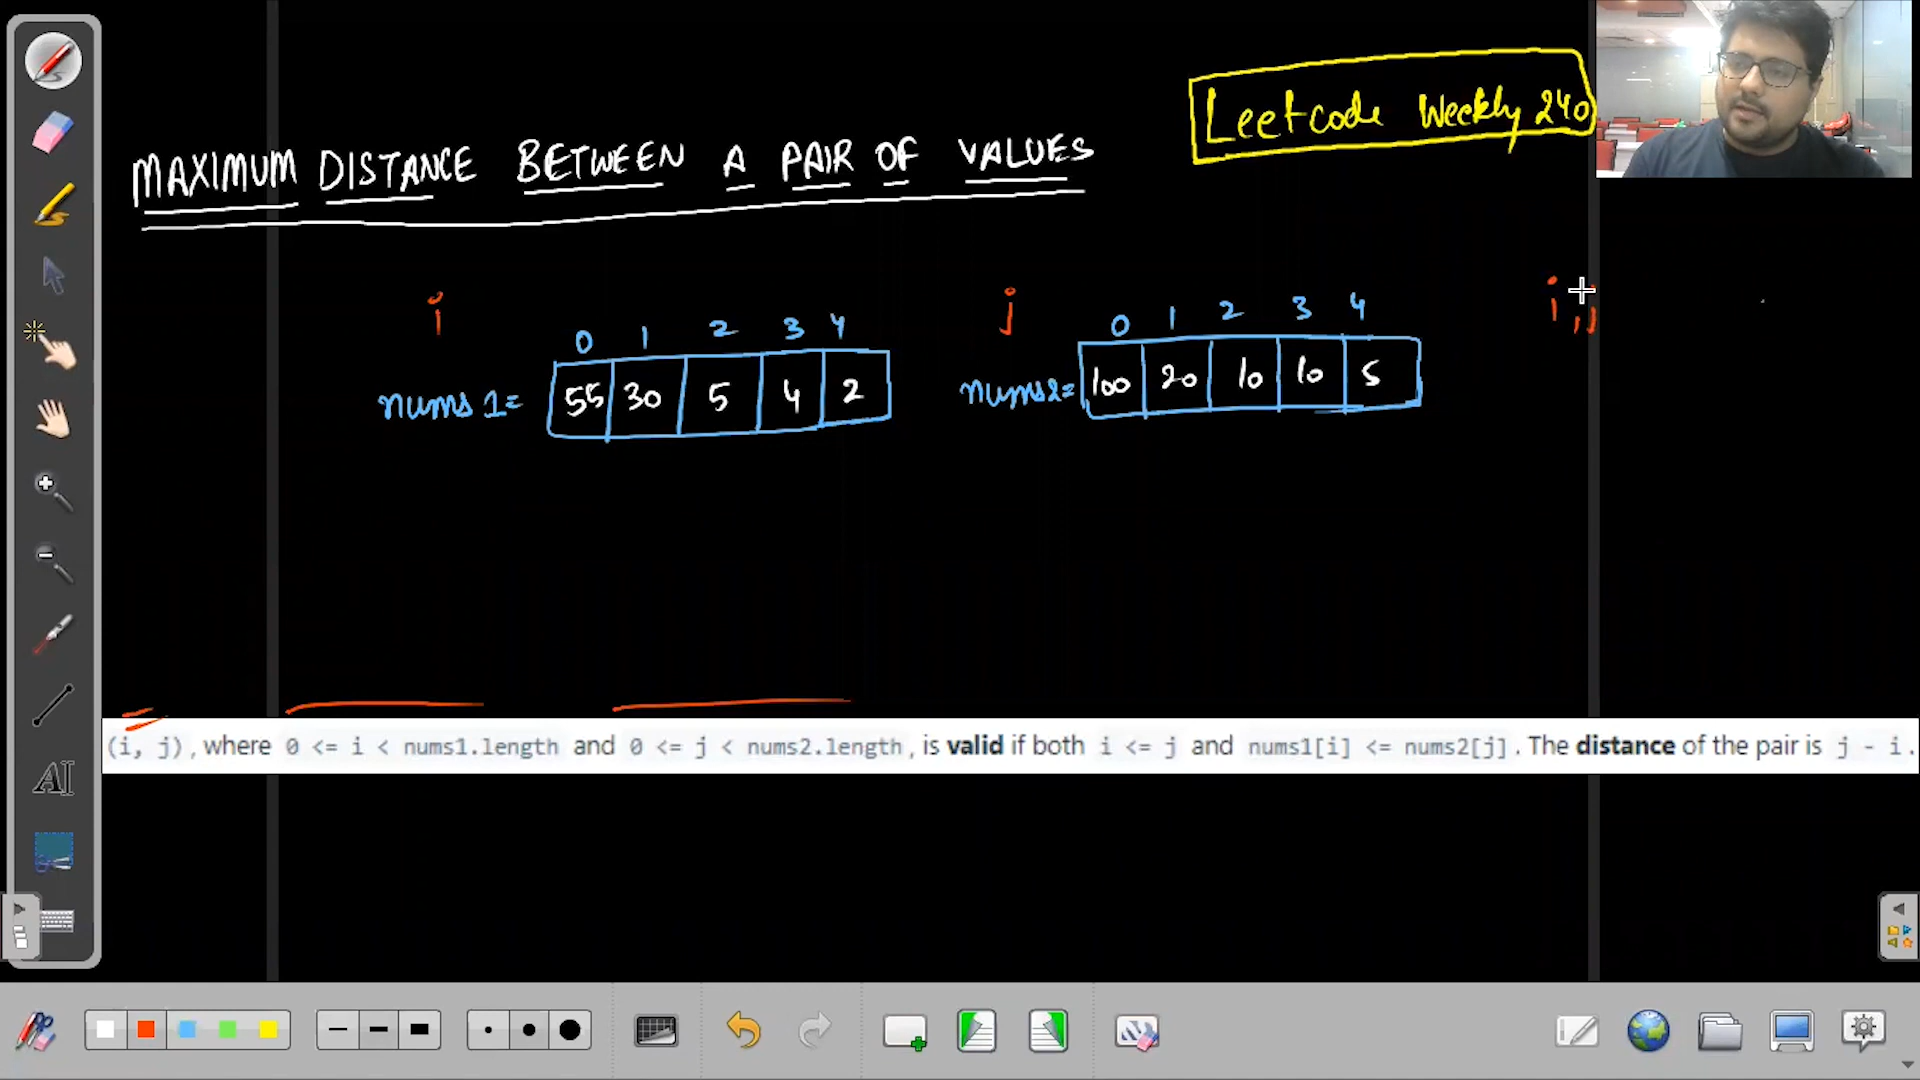 Leetcode Weekly 240
MAXIMUM DISTANCE BETWEEN A PAIR OF VALUES
i
j
i, j
0 1 2 3 4
0 1 2 3 4
nums1= 55 30 5 4 2
nums2= 100 20 10 10 5
(i, j), where 0 <= i < nums1.length and 0 <= j < nums2.length, is valid if both i <= j and nums1[i] <= nums2[j]. The distance of the pair is j - i.
AI